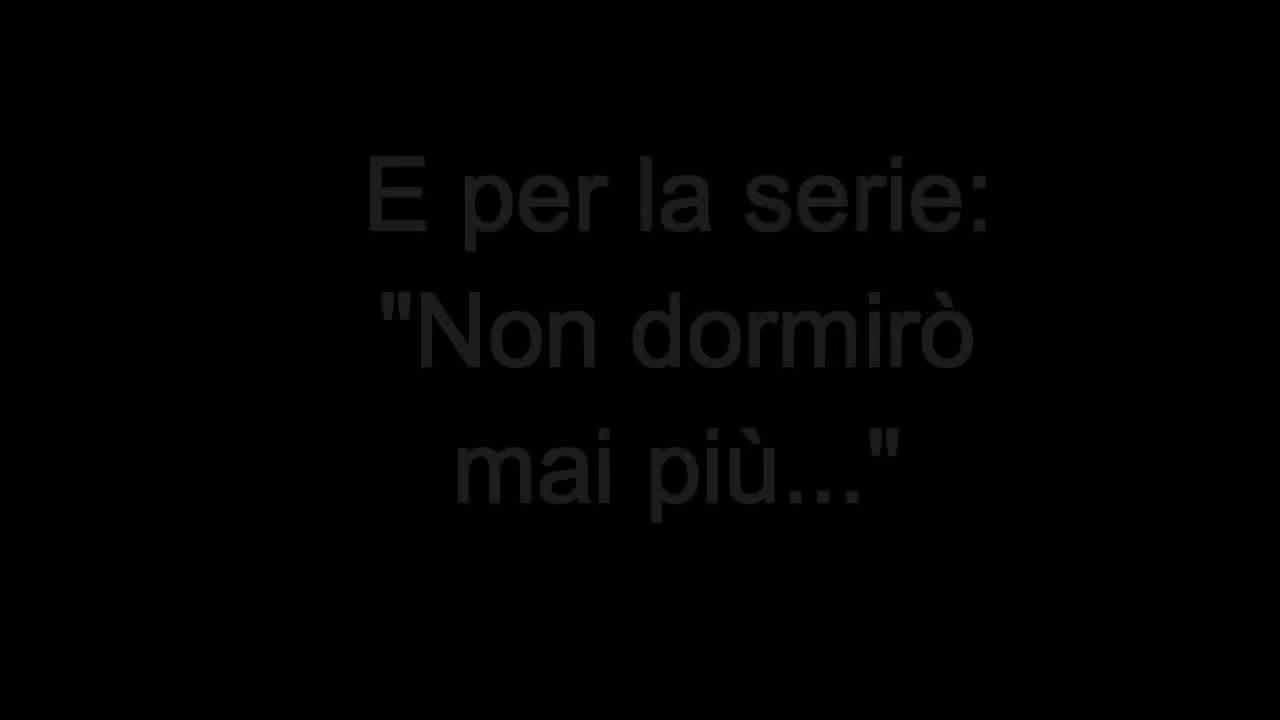 E per la serie:
"Non dormirò
mai più..."